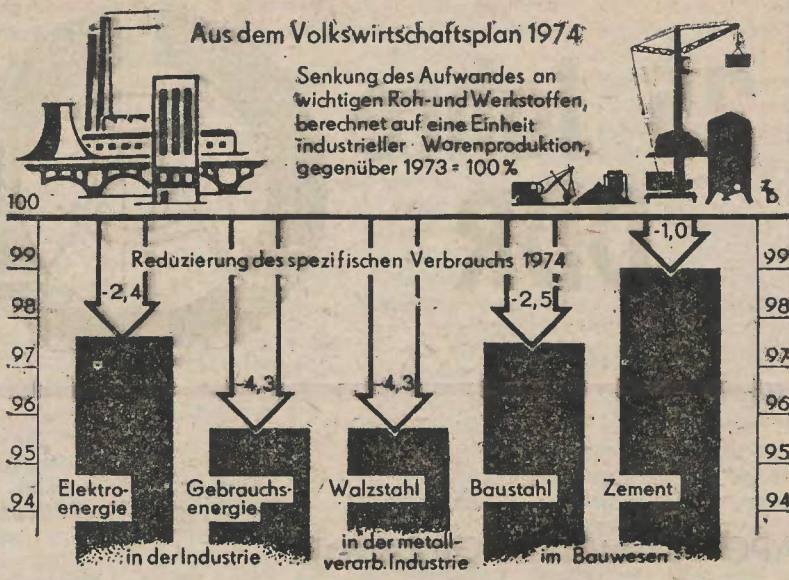 Aus dem Volkswirtschaftsplan 1974
Senkung des Aufwandes an
wichtigen Roh- und Werkstoffen,
berechnet auf eine Einheit
industrieller Warenproduktion,
gegenüber 1973 = 100 %
ZB
100
Reduzierung des spezifischen Verbrauchs 1974
-2,4
-4,3
-4,3
-2,5
-1,0
99
98
97
96
95
94
99
98
97
96
95
94
Elektro-
energie
Gebrauchs-
energie
Walzstahl
Baustahl
Zement
in der Industrie
in der metall-
verarb. Industrie
im Bauwesen